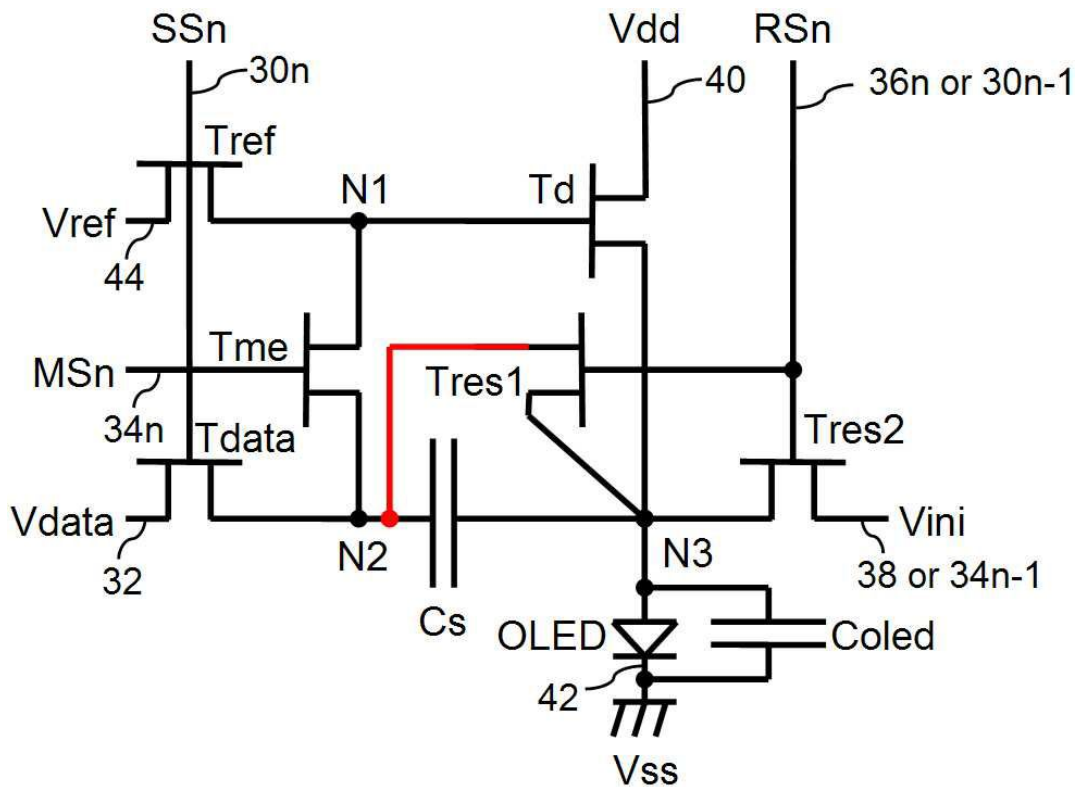 SSn
Vdd
RSn
30n
40
36n or 30n-1
Tref
N1
Td
Vref
44
Tme
MSn
Tres1
34n
Tdata
Tres2
Vdata
N2
N3
Vini
32
38 or 34n-1
Cs
OLED
Coled
42
Vss